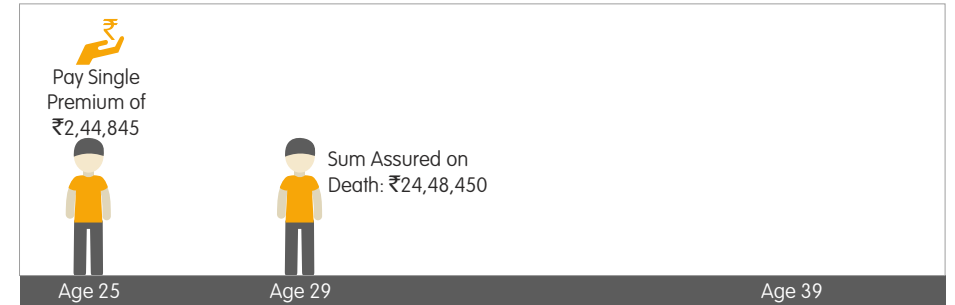 ₹
Pay Single
Premium of
₹2,44,845
Sum Assured on
Death: ₹24,48,450
Age 25
Age 29
Age 39